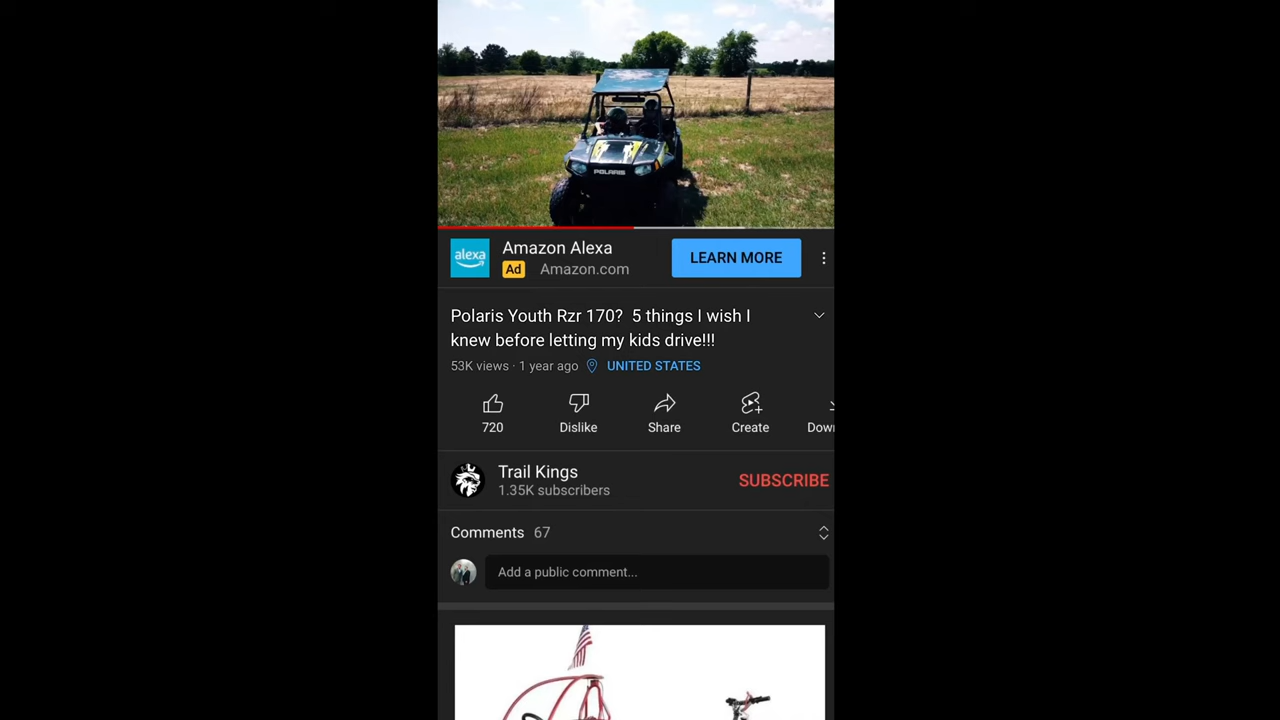 POLARIS
alexa
Amazon Alexa
Ad Amazon.com
LEARN MORE
Polaris Youth Rzr 170?  5 things I wish I
knew before letting my kids drive!!!
53K views · 1 year ago UNITED STATES
720 Dislike Share Create Down
Trail Kings
1.35K subscribers
SUBSCRIBE
Comments 67
Add a public comment...